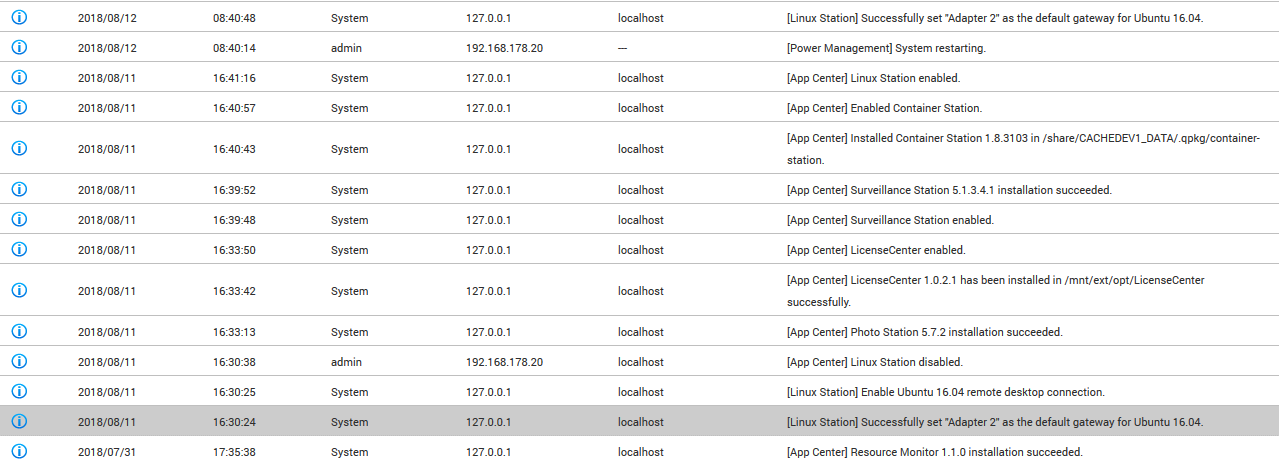 2018/08/12 08:40:48 System 127.0.0.1 localhost [Linux Station] Successfully set "Adapter 2" as the default gateway for Ubuntu 16.04.
2018/08/12 08:40:14 admin 192.168.178.20 --- [Power Management] System restarting.
2018/08/11 16:41:16 System 127.0.0.1 localhost [App Center] Linux Station enabled.
2018/08/11 16:40:57 System 127.0.0.1 localhost [App Center] Enabled Container Station.
2018/08/11 16:40:43 System 127.0.0.1 localhost [App Center] Installed Container Station 1.8.3103 in /share/CACHEDEV1_DATA/.qpkg/container-
station.
2018/08/11 16:39:52 System 127.0.0.1 localhost [App Center] Surveillance Station 5.1.3.4.1 installation succeeded.
2018/08/11 16:39:48 System 127.0.0.1 localhost [App Center] Surveillance Station enabled.
2018/08/11 16:33:50 System 127.0.0.1 localhost [App Center] LicenseCenter enabled.
2018/08/11 16:33:42 System 127.0.0.1 localhost [App Center] LicenseCenter 1.0.2.1 has been installed in /mnt/ext/opt/LicenseCenter
successfully.
2018/08/11 16:33:13 System 127.0.0.1 localhost [App Center] Photo Station 5.7.2 installation succeeded.
2018/08/11 16:30:38 admin 192.168.178.20 localhost [App Center] Linux Station disabled.
2018/08/11 16:30:25 System 127.0.0.1 localhost [Linux Station] Enable Ubuntu 16.04 remote desktop connection.
2018/08/11 16:30:24 System 127.0.0.1 localhost [Linux Station] Successfully set "Adapter 2" as the default gateway for Ubuntu 16.04.
2018/07/31 17:35:38 System 127.0.0.1 localhost [App Center] Resource Monitor 1.1.0 installation succeeded.